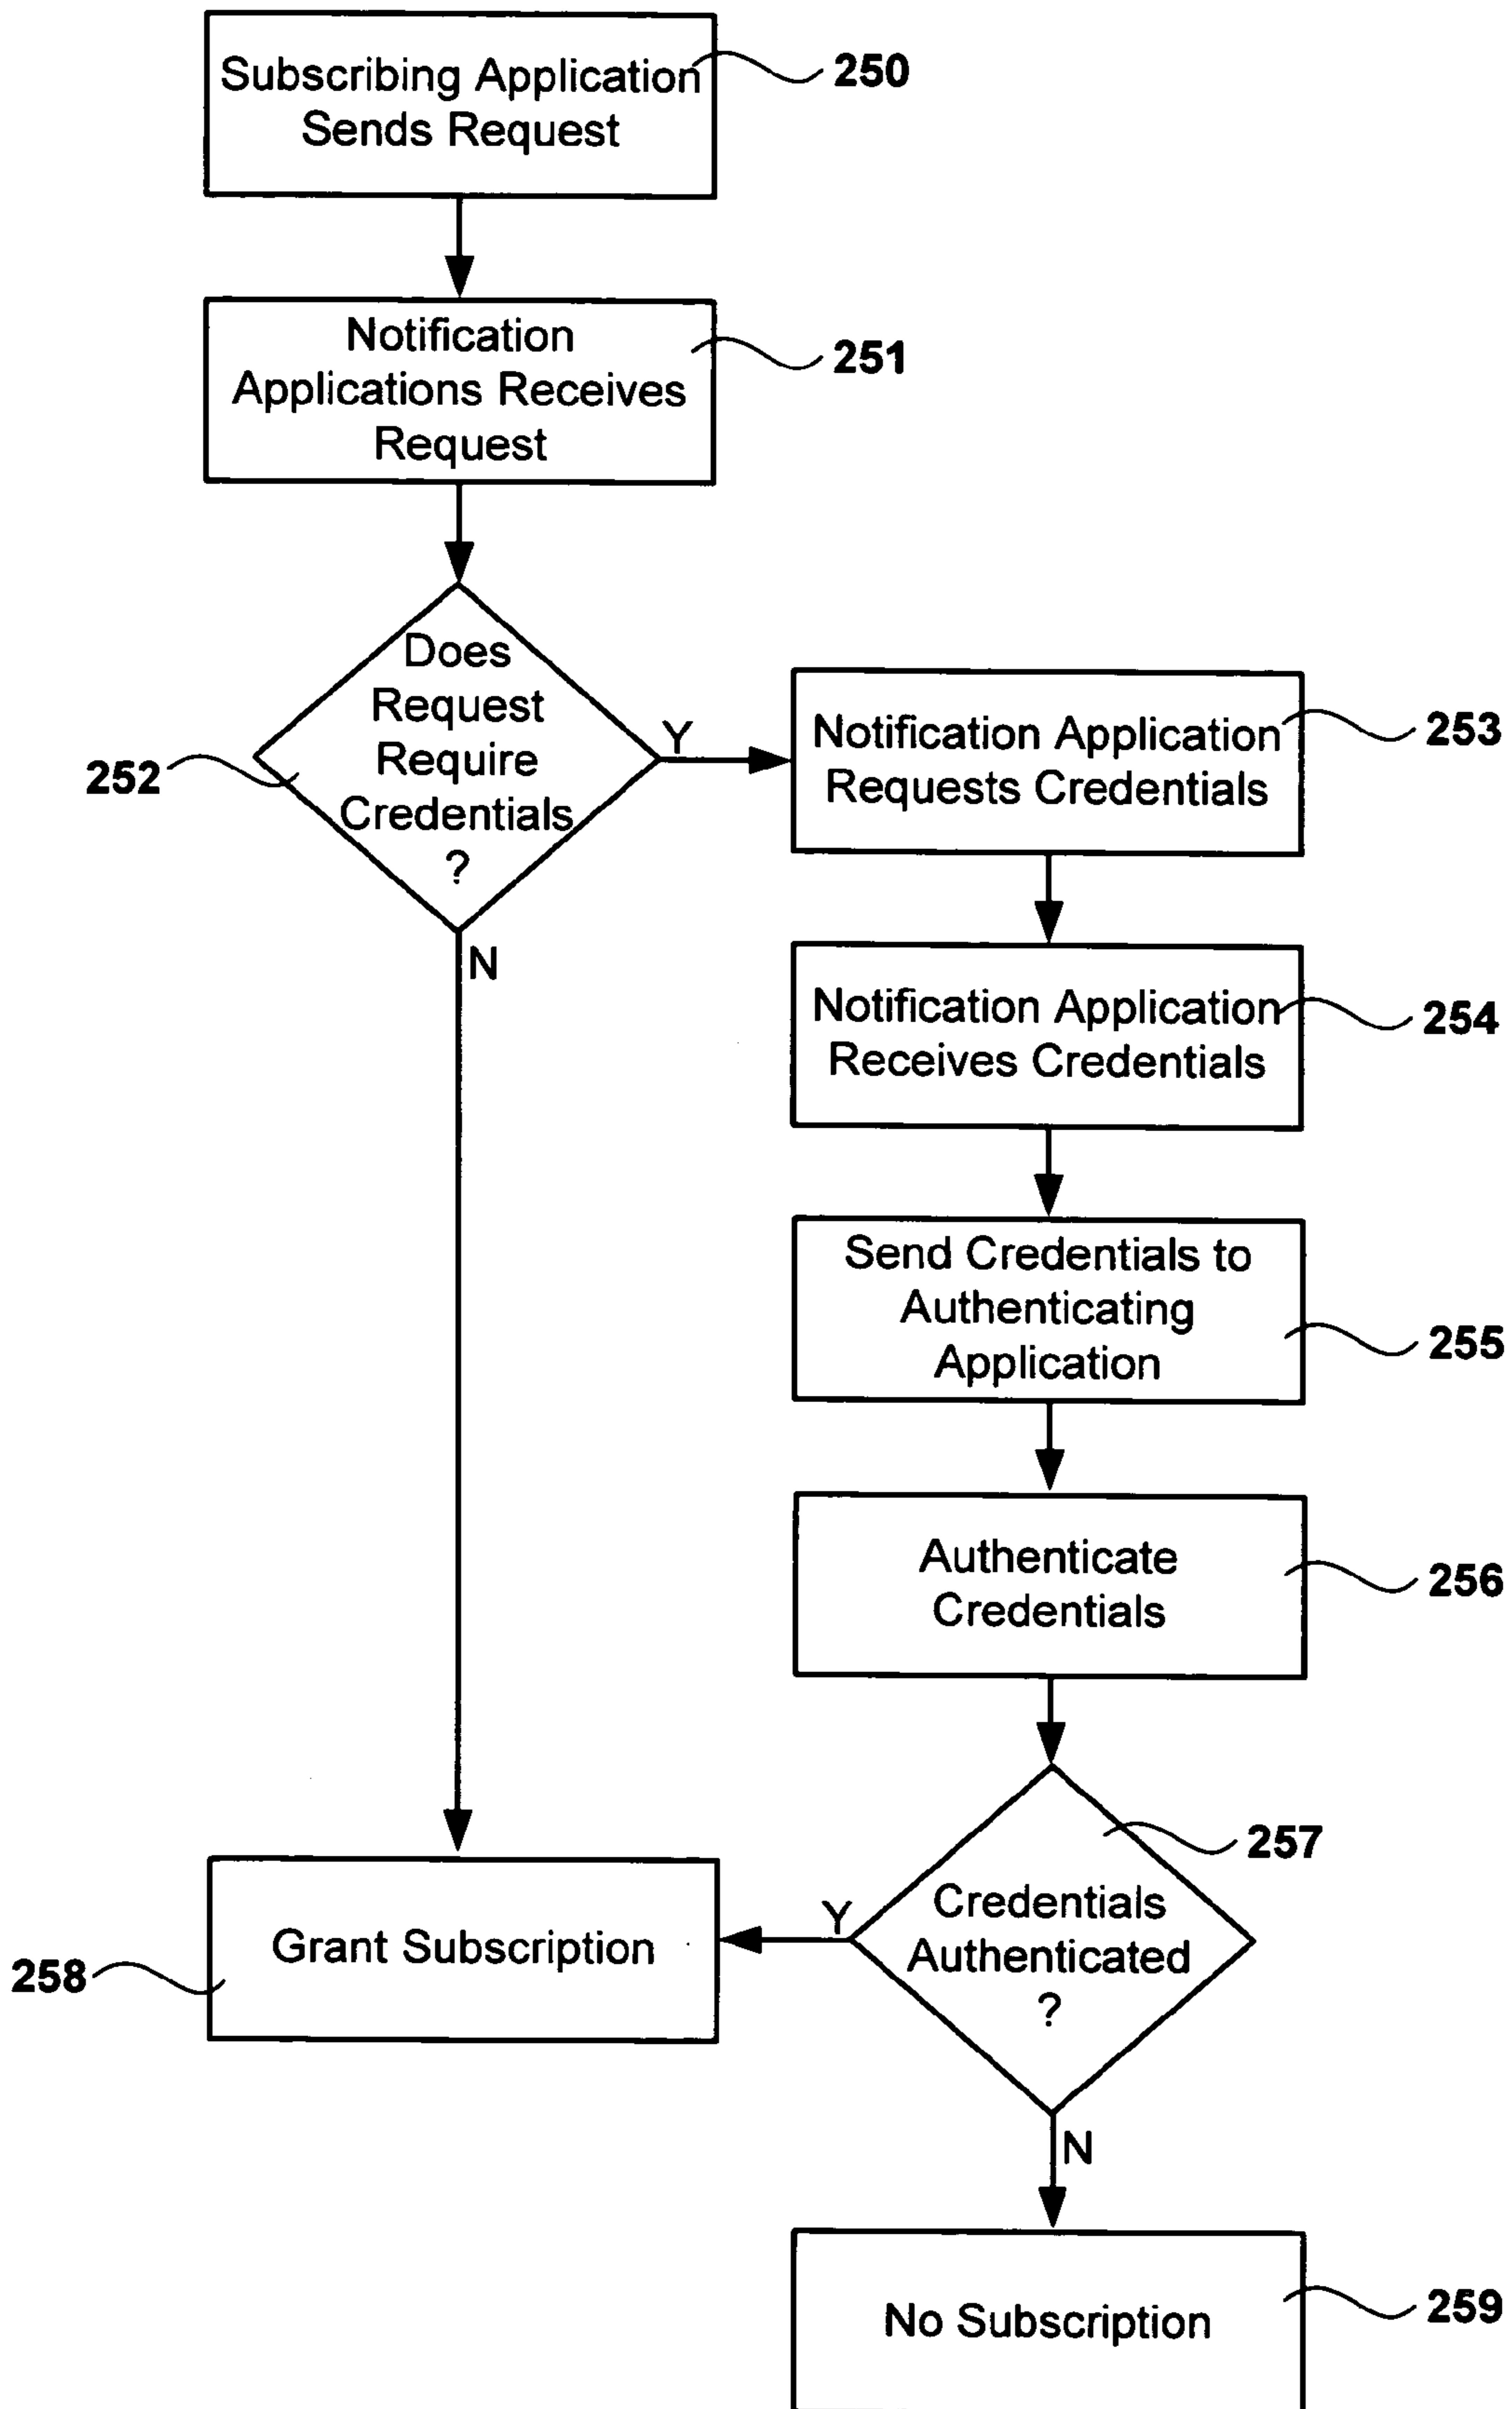 Subscribing Application
Sends Request
250
Notification
Applications Receives
Request
251
Does
Request
Require
Credentials
?
252
Y
N
Notification Application
Requests Credentials
253
Notification Application
Receives Credentials
254
Send Credentials to
Authenticating
Application
255
Authenticate
Credentials
256
257
Credentials
Authenticated
?
Y
Grant Subscription
258
N
No Subscription
259